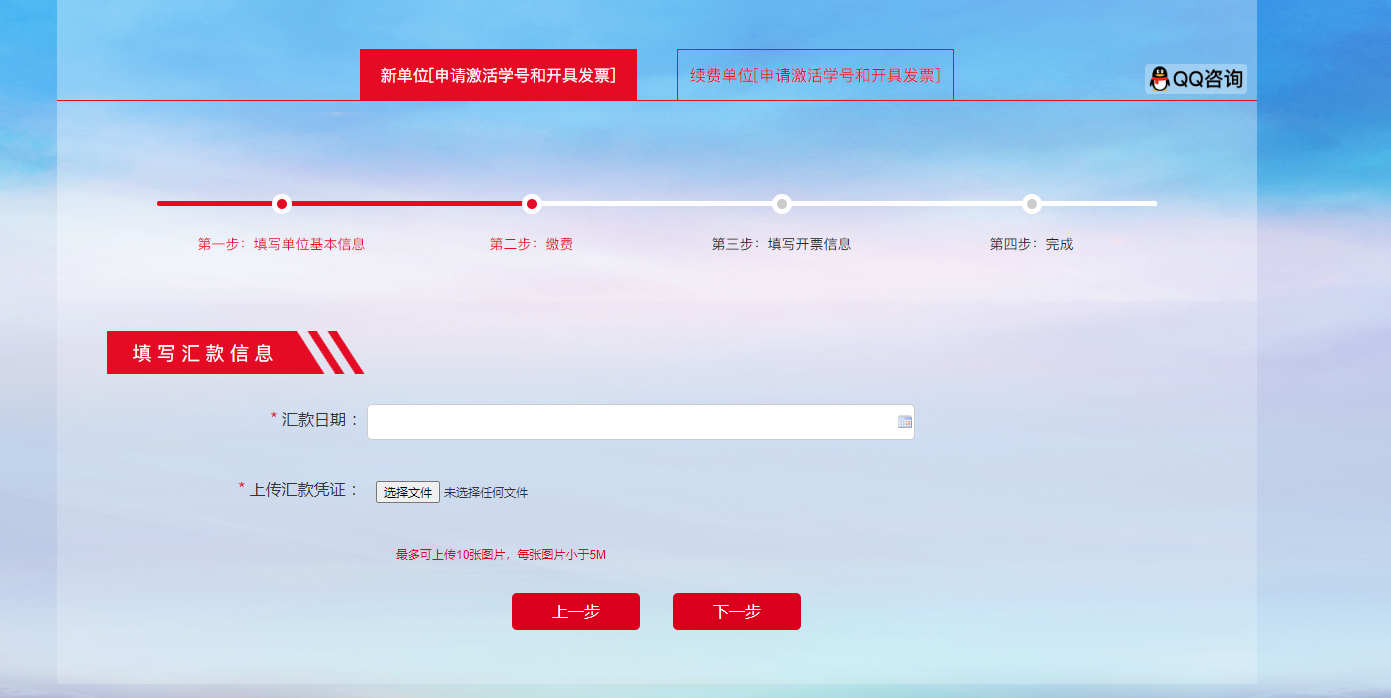 新单位[申请激活学号和开具发票]
续费单位[申请激活学号和开具发票]
QQ咨询
第一步：填写单位基本信息
第二步：缴费
第三步：填写开票信息
第四步：完成
填写汇款信息
* 汇款日期：
* 上传汇款凭证：
选择文件 未选择任何文件
最多可上传10张图片，每张图片小于5M
上一步
下一步